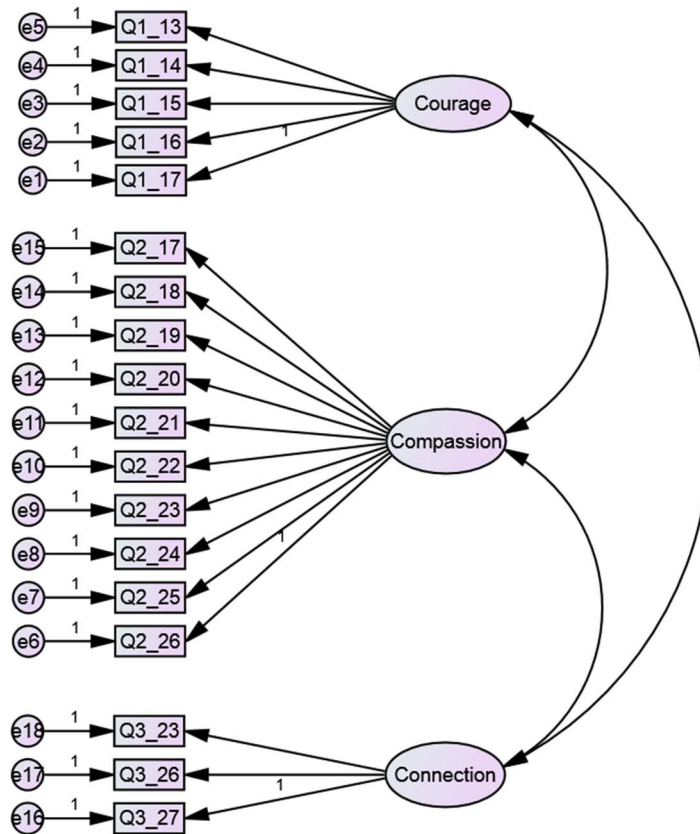 e5 1 Q1_13
e4 1 Q1_14
e3 1 Q1_15
Courage
e2 1 Q1_16
1
e1 1 Q1_17
e15 1 Q2_17
e14 1 Q2_18
e13 1 Q2_19
e12 1 Q2_20
e11 1 Q2_21
Compassion
e10 1 Q2_22
e9 1 Q2_23
1
e8 1 Q2_24
e7 1 Q2_25
e6 1 Q2_26
e18 1 Q3_23
e17 1 Q3_26
Connection
1
e16 1 Q3_27